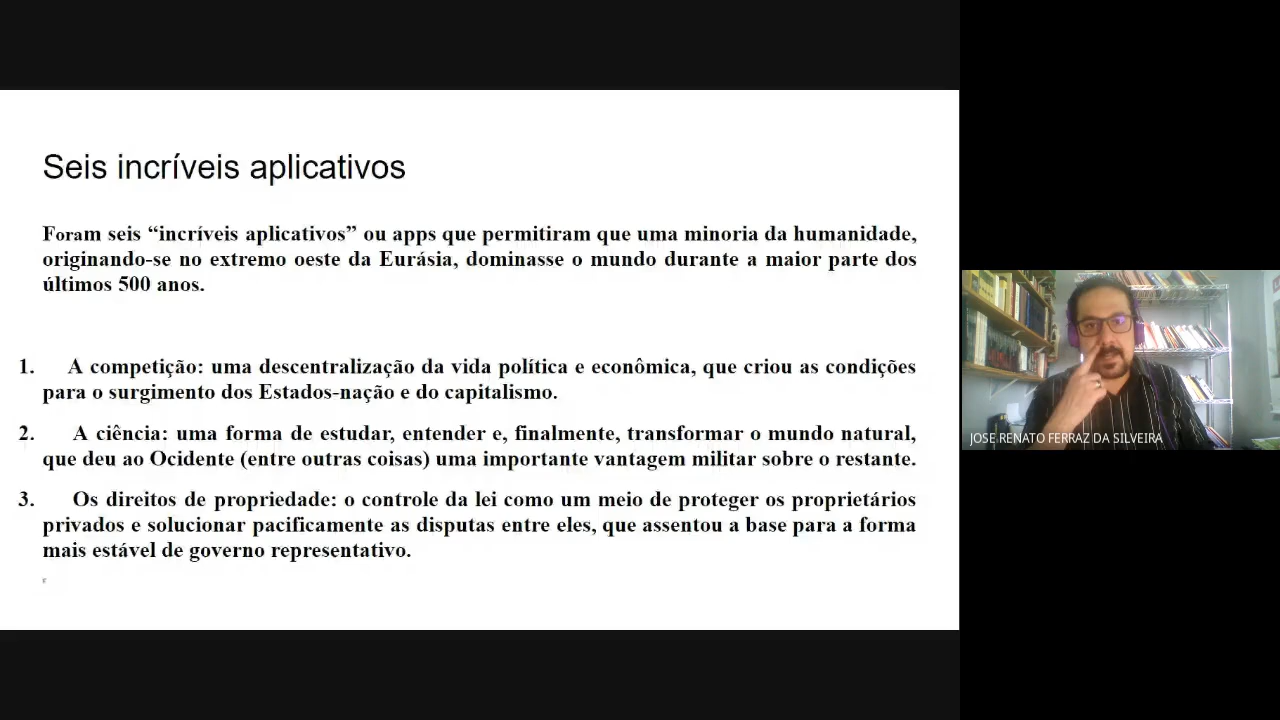 Seis incríveis aplicativos
Foram seis “incríveis aplicativos” ou apps que permitiram que uma minoria da humanidade,
originando-se no extremo oeste da Eurásia, dominasse o mundo durante a maior parte dos
últimos 500 anos.
1. A competição: uma descentralização da vida política e econômica, que criou as condições
para o surgimento dos Estados-nação e do capitalismo.
2. A ciência: uma forma de estudar, entender e, finalmente, transformar o mundo natural,
que deu ao Ocidente (entre outras coisas) uma importante vantagem militar sobre o restante.
3. Os direitos de propriedade: o controle da lei como um meio de proteger os proprietários
privados e solucionar pacificamente as disputas entre eles, que assentou a base para a forma
mais estável de governo representativo.
JOSE RENATO FERRAZ DA SILVEIRA